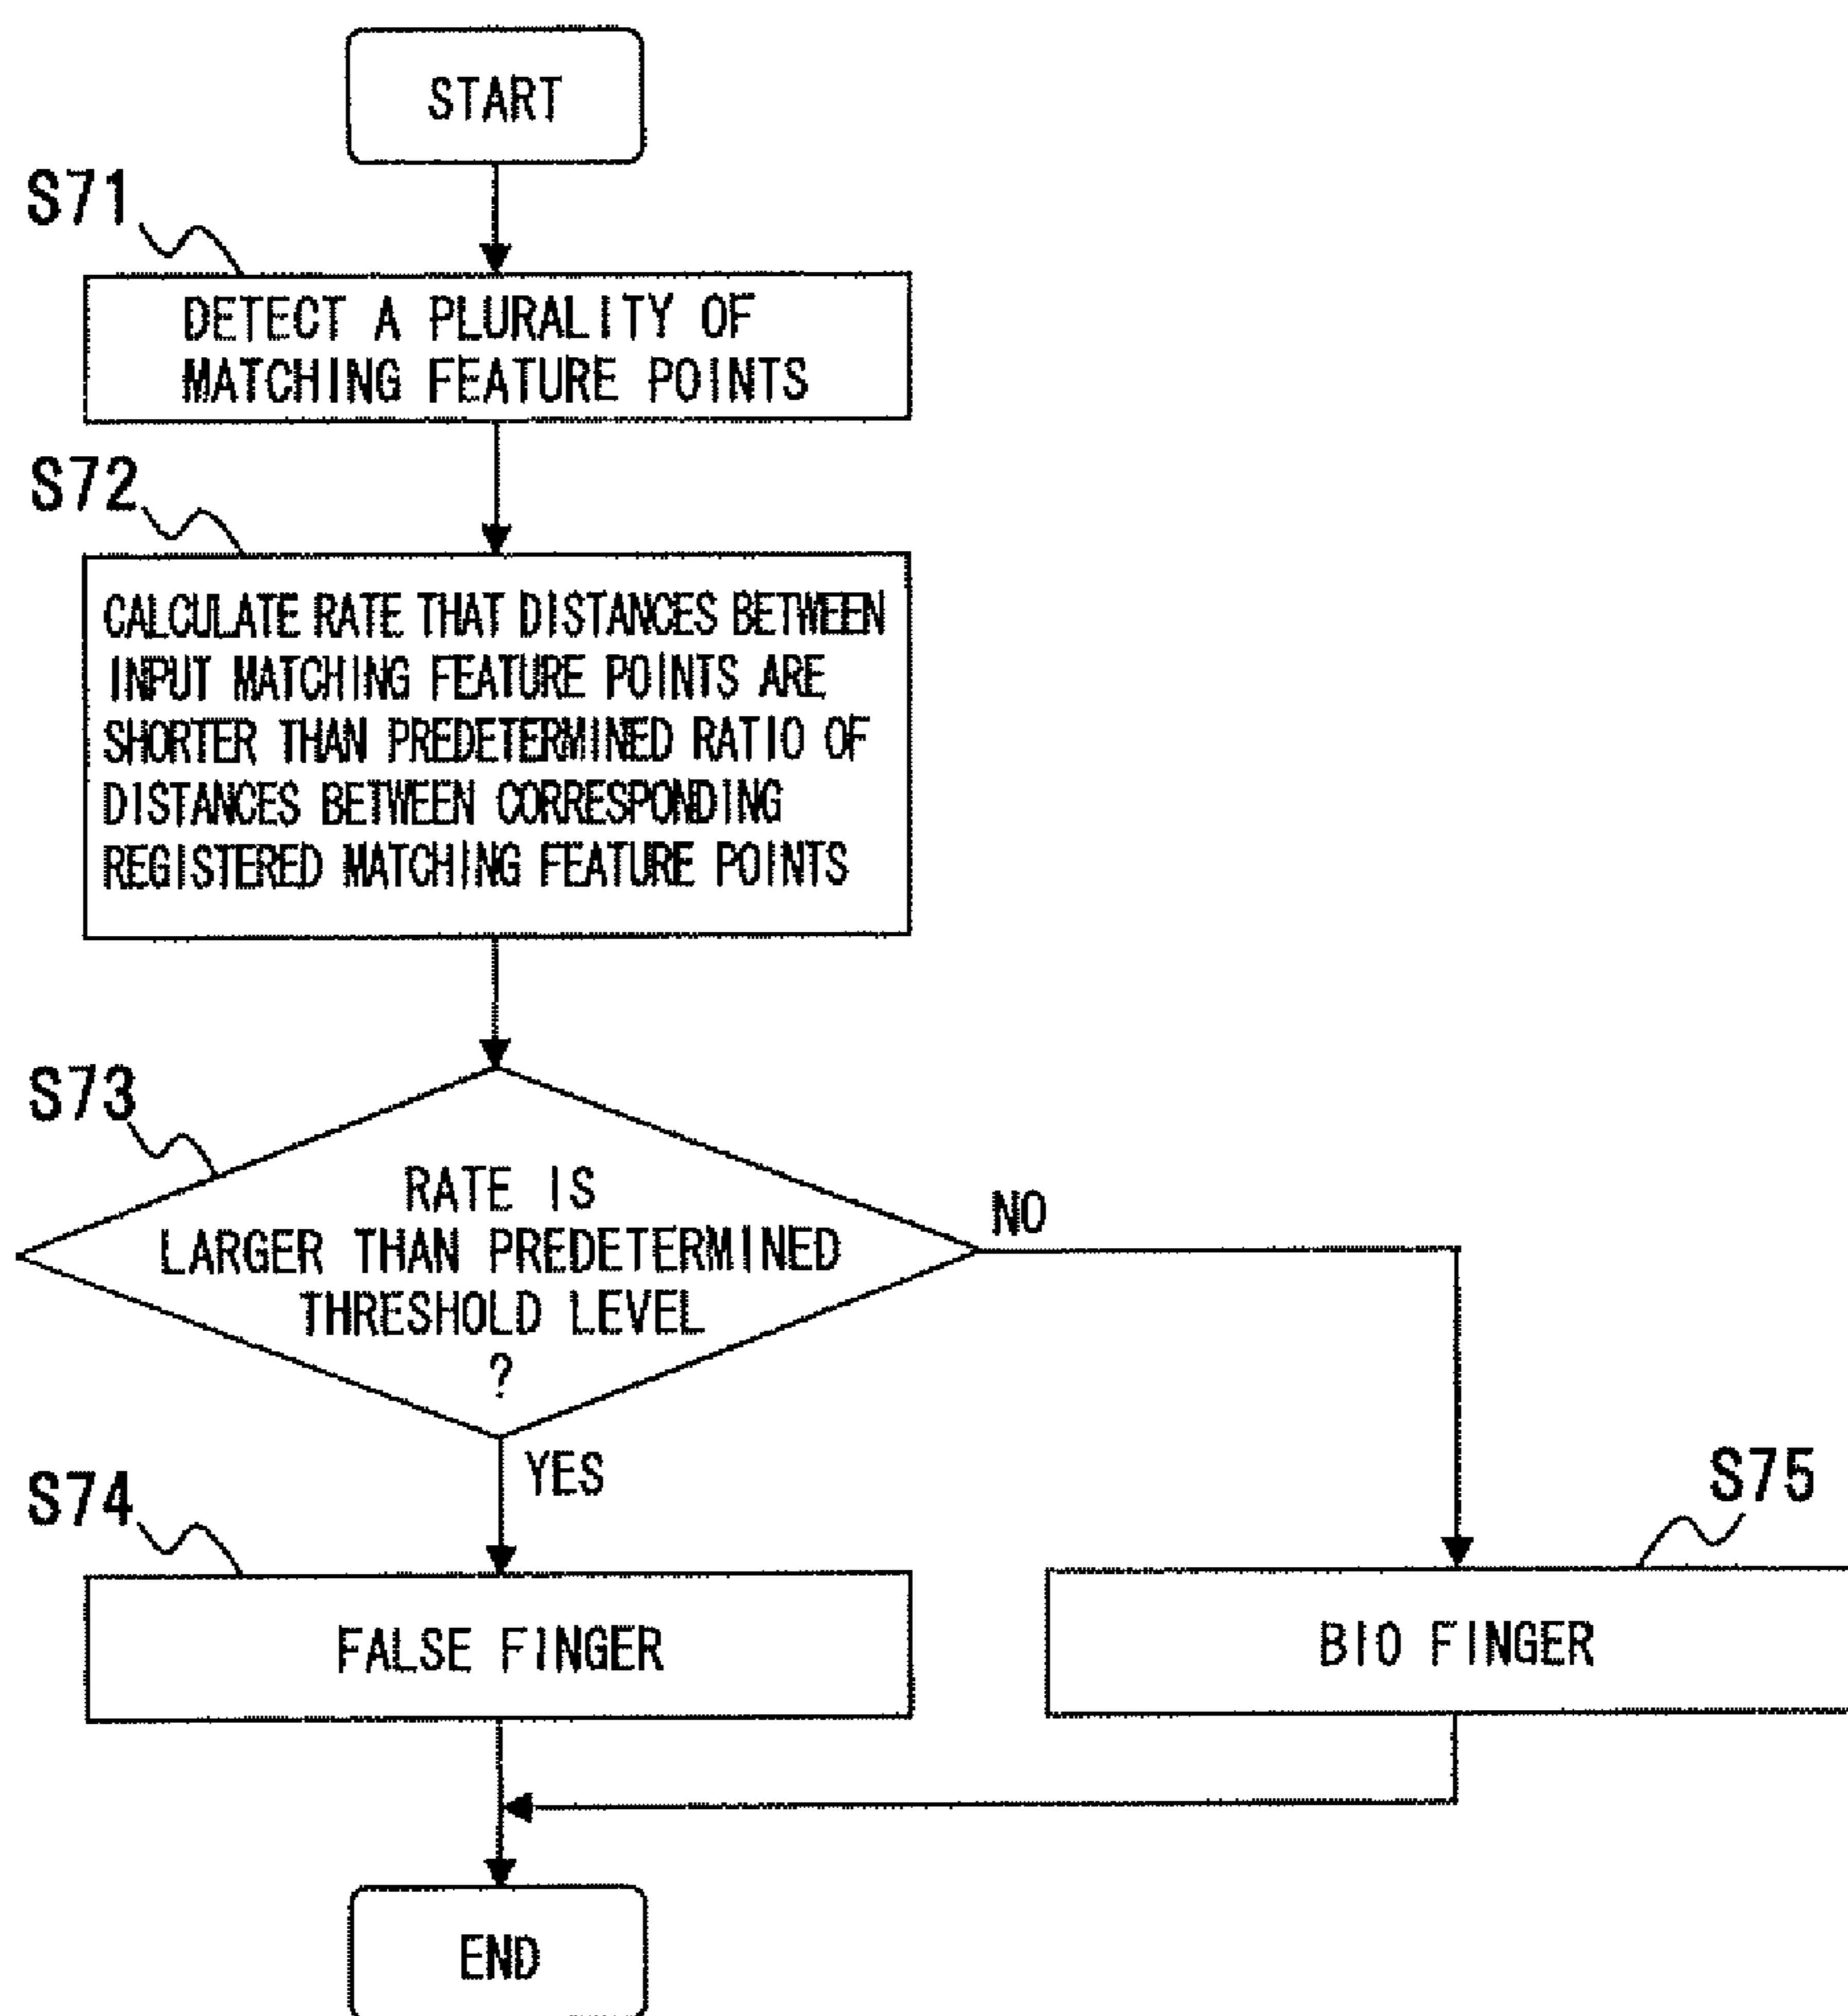 START
S71
DETECT A PLURALITY OF
MATCHING FEATURE POINTS
S72
CALCULATE RATE THAT DISTANCES BETWEEN
INPUT MATCHING FEATURE POINTS ARE
SHORTER THAN PREDETERMINED RATIO OF
DISTANCES BETWEEN CORRESPONDING
REGISTERED MATCHING FEATURE POINTS
S73
RATE IS
LARGER THAN PREDETERMINED
THRESHOLD LEVEL
?
NO
YES
S74
FALSE FINGER
S75
BIO FINGER
END